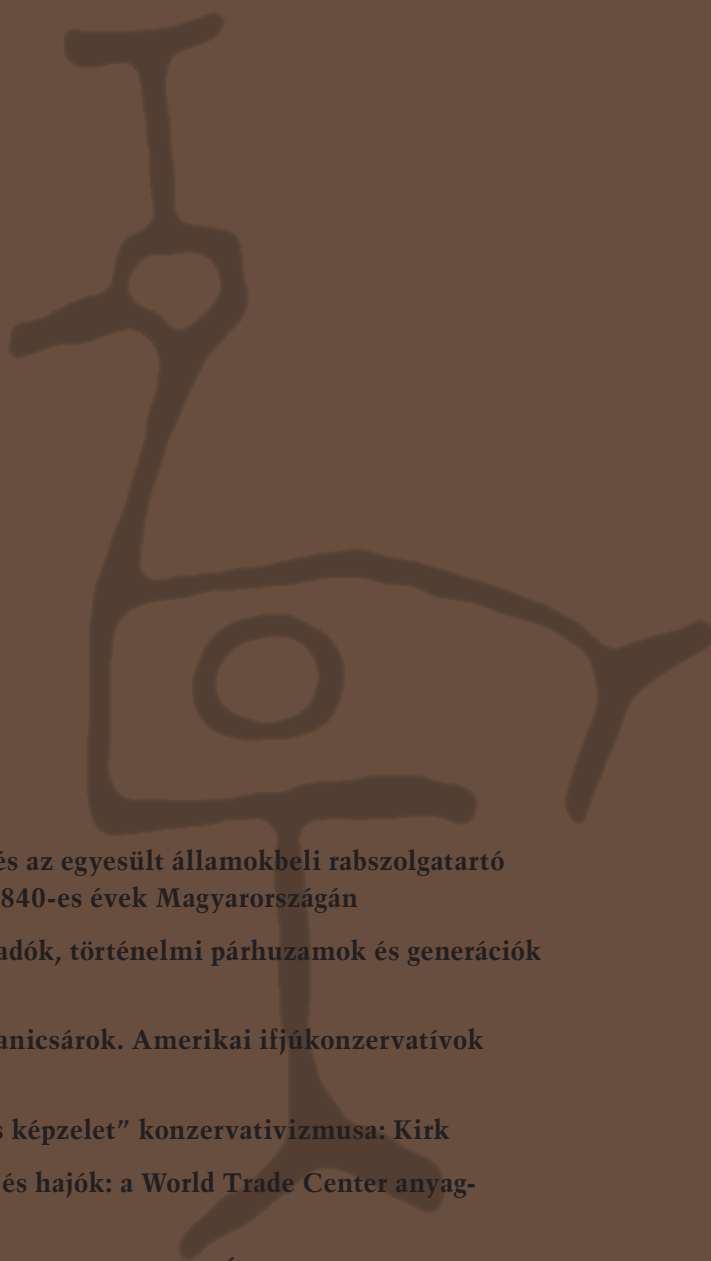 és az egyesült államokbeli rabszolgatartó
840-es évek Magyarországán
adók, történelmi párhuzamok és generációk
anicsárok. Amerikai ifjúkonzervatívok
s képzelet” konzervativizmusa: Kirk
és hajók: a World Trade Center anyag-